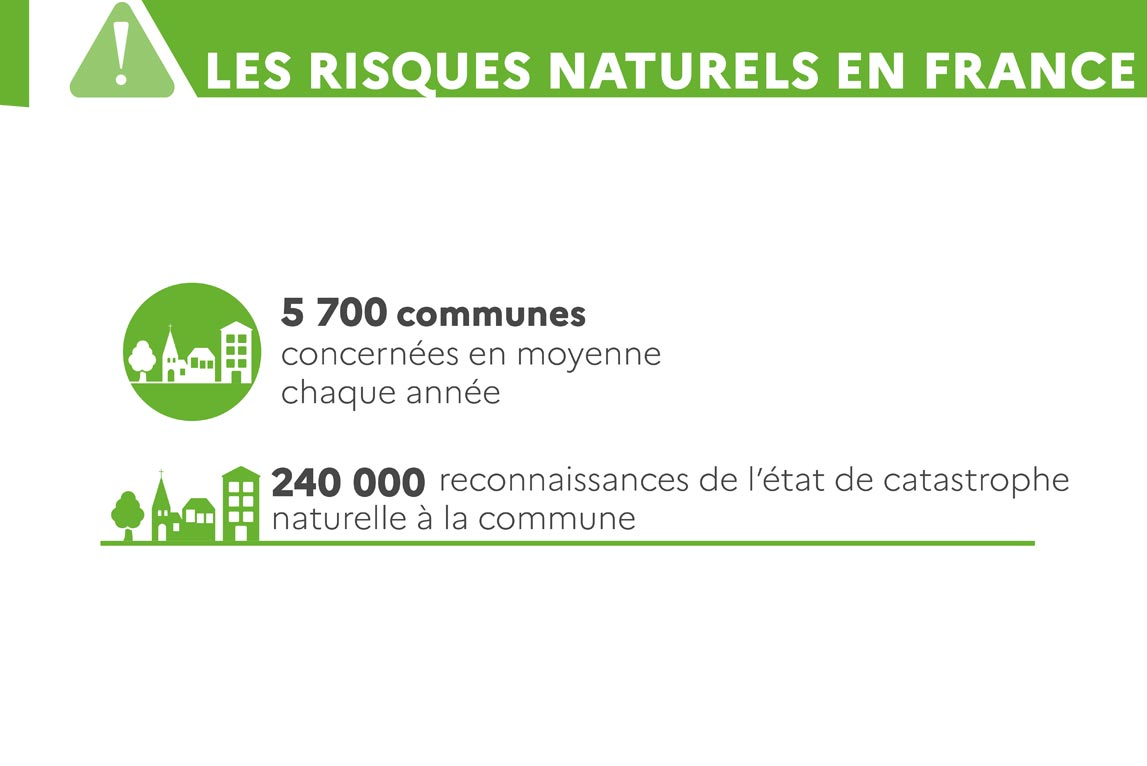 LES RISQUES NATURELS EN FRANCE
5 700 communes
concernées en moyenne
chaque année
240 000 reconnaissances de l’état de catastrophe
naturelle à la commune